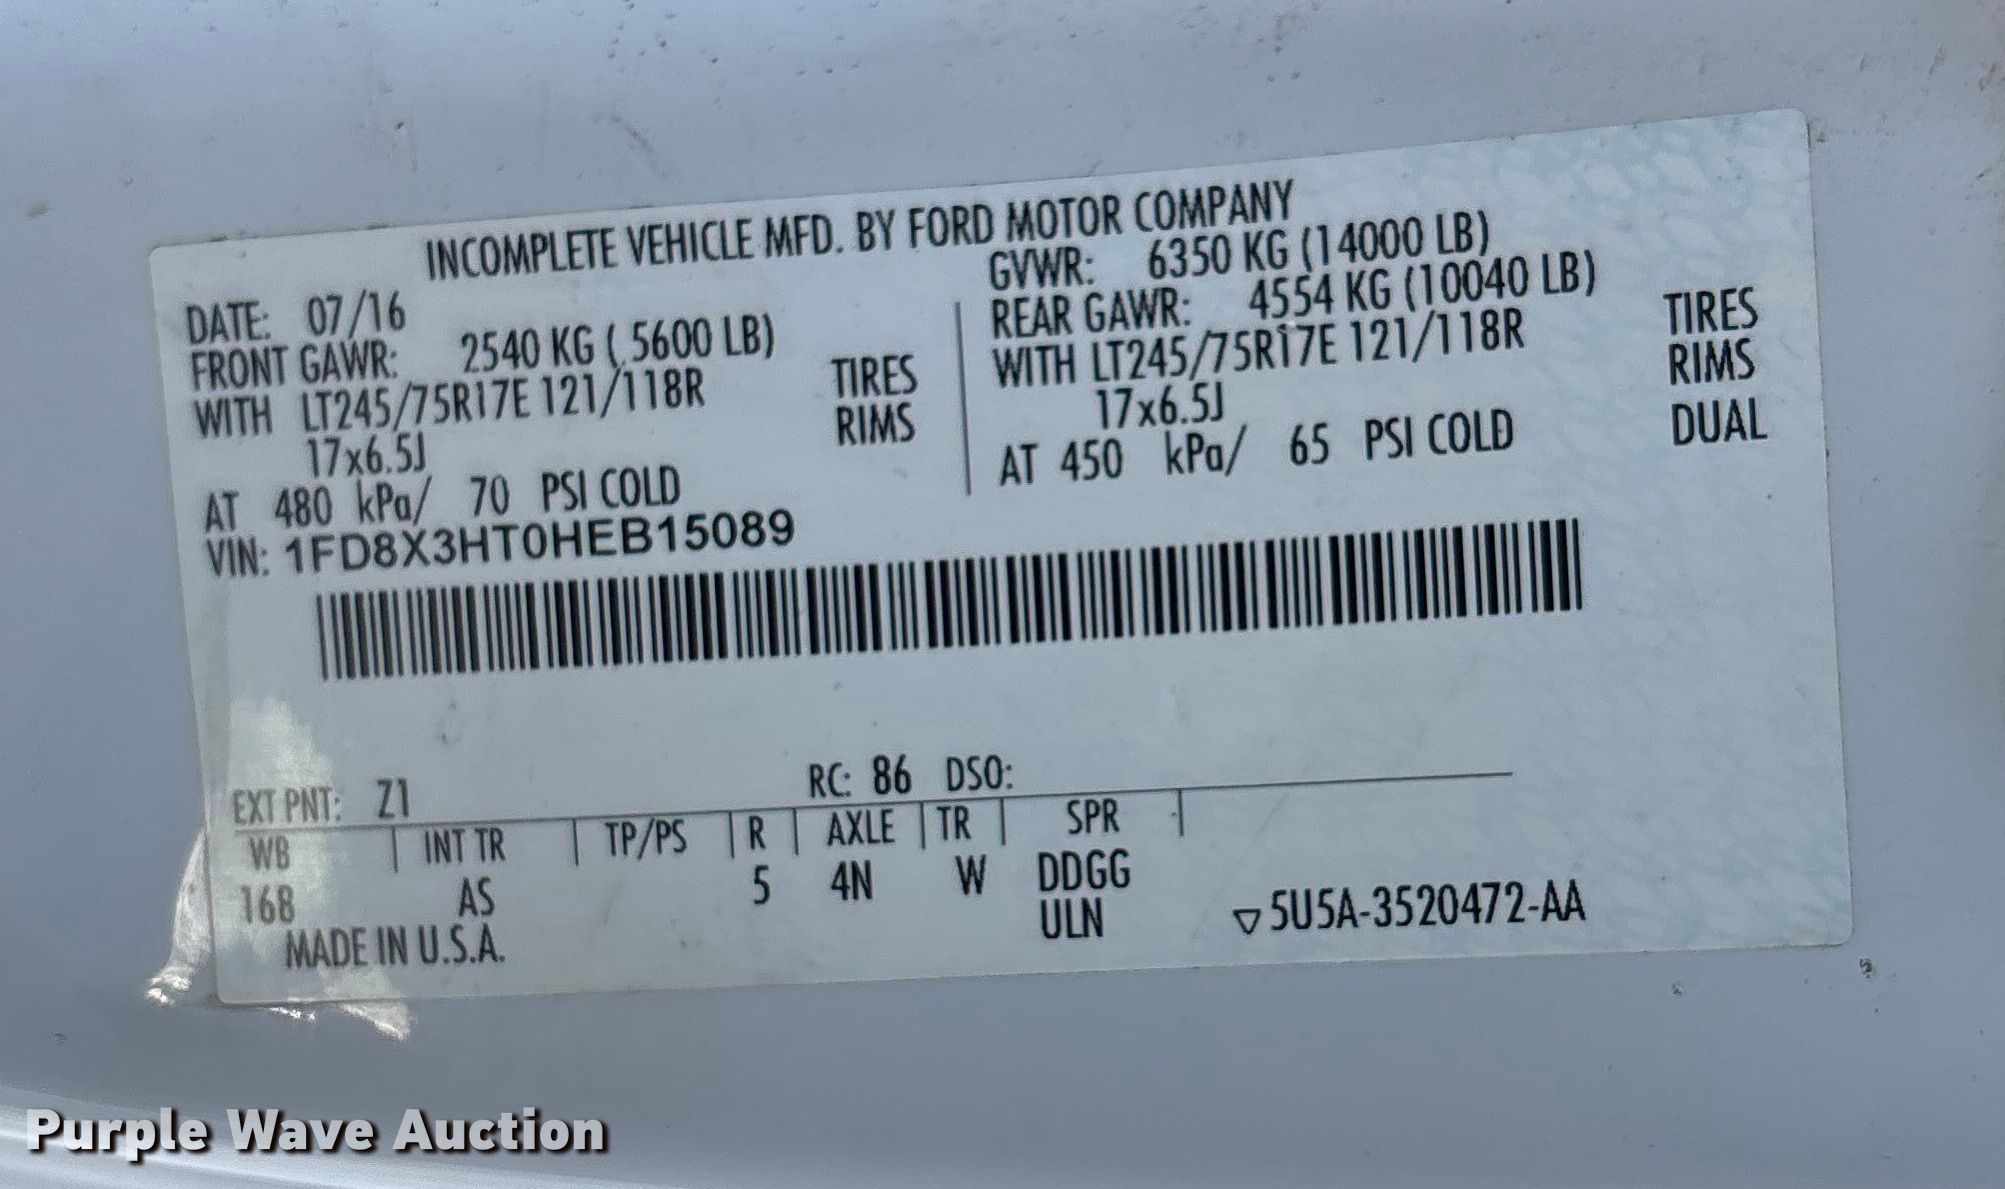 INCOMPLETE VEHICLE MFD. BY FORD MOTOR COMPANY
DATE: 07/16
GVWR: 6350 KG (14000 LB)
FRONT GAWR: 2540 KG ( 5600 LB)
REAR GAWR: 4554 KG (10040 LB)
WITH LT245/75R17E 121/118R TIRES
WITH LT245/75R17E 121/118R TIRES
17x6.5J RIMS
17x6.5J RIMS
AT 480 kPa/ 70 PSI COLD
AT 450 kPa/ 65 PSI COLD DUAL
VIN: 1FD8X3HT0HEB15089
EXT PNT: Z1 RC: 86 DSO:
WB | INT TR | TP/PS | R | AXLE | TR | SPR |
168 AS 5 4N W DDGG
ULN ▽5U5A-3520472-AA
MADE IN U.S.A.
Purple Wave Auction